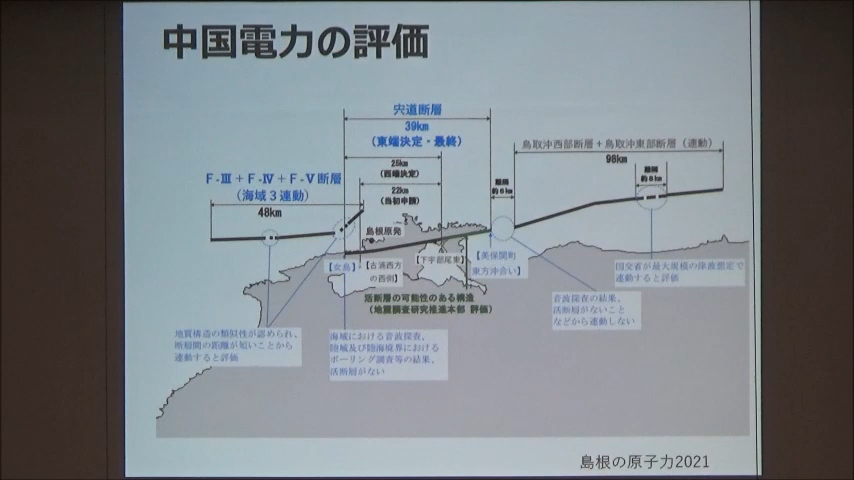 中国電力の評価
宍道断層
39km
(東端決定・最終)
25km
(西端決定)
22km
(当初申請)
F-Ⅲ+F-Ⅳ+F-Ⅴ断層
(海域3連動)
48km
鳥取沖西部断層+鳥取沖東部断層(連動)
98km
離隔
約6km
離隔
島根原発
【女島】
【古浦西方
の西側】
【下宇部尾東】
【美保関町
東方沖合い】
活断層の可能性のある構造
(地質調査研究推進本部 評価)
国交省が最大規模の津波想定で
連動すると評価
音波探査の結果、
活断層がないこと
などから連動しない
地質構造の類似性が認められ、
断層間の距離が短いことから
連動すると評価
海域における音波探査、
陸域及び陸海境界における
ボーリング調査等の結果、
活断層がない
島根の原子力2021